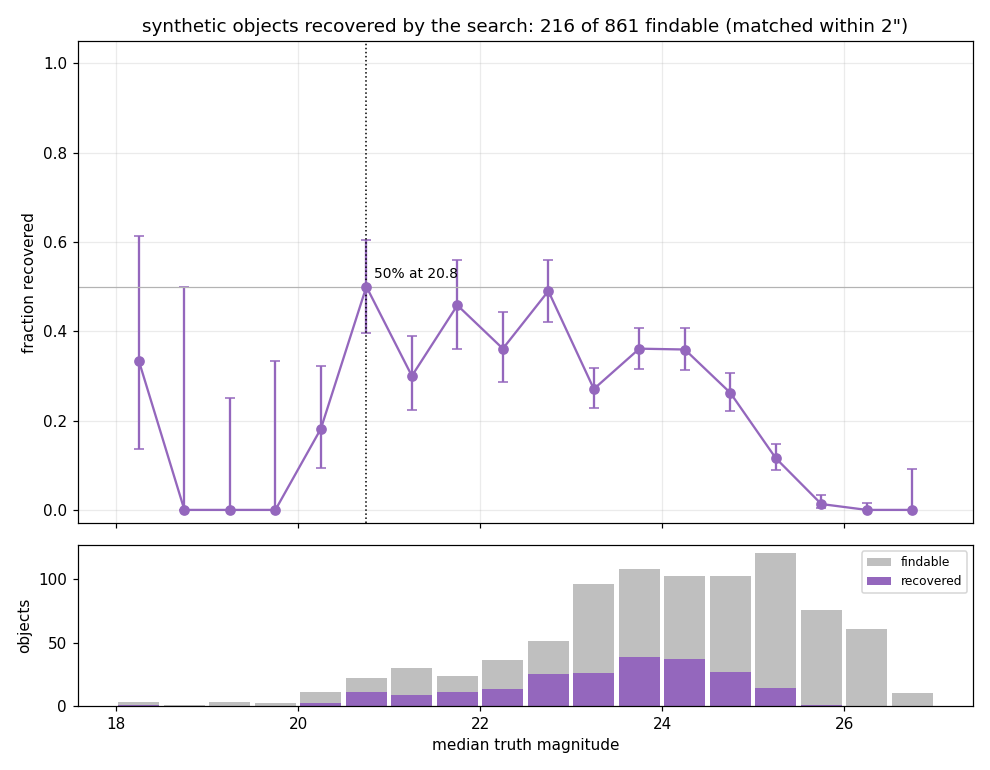 synthetic objects recovered by the search: 216 of 861 findable (matched within 2")
1.0
0.8
0.6
0.4
0.2
0.0
fraction recovered
50% at 20.8
100
50
0
objects
findable
recovered
18 20 22 24 26
median truth magnitude